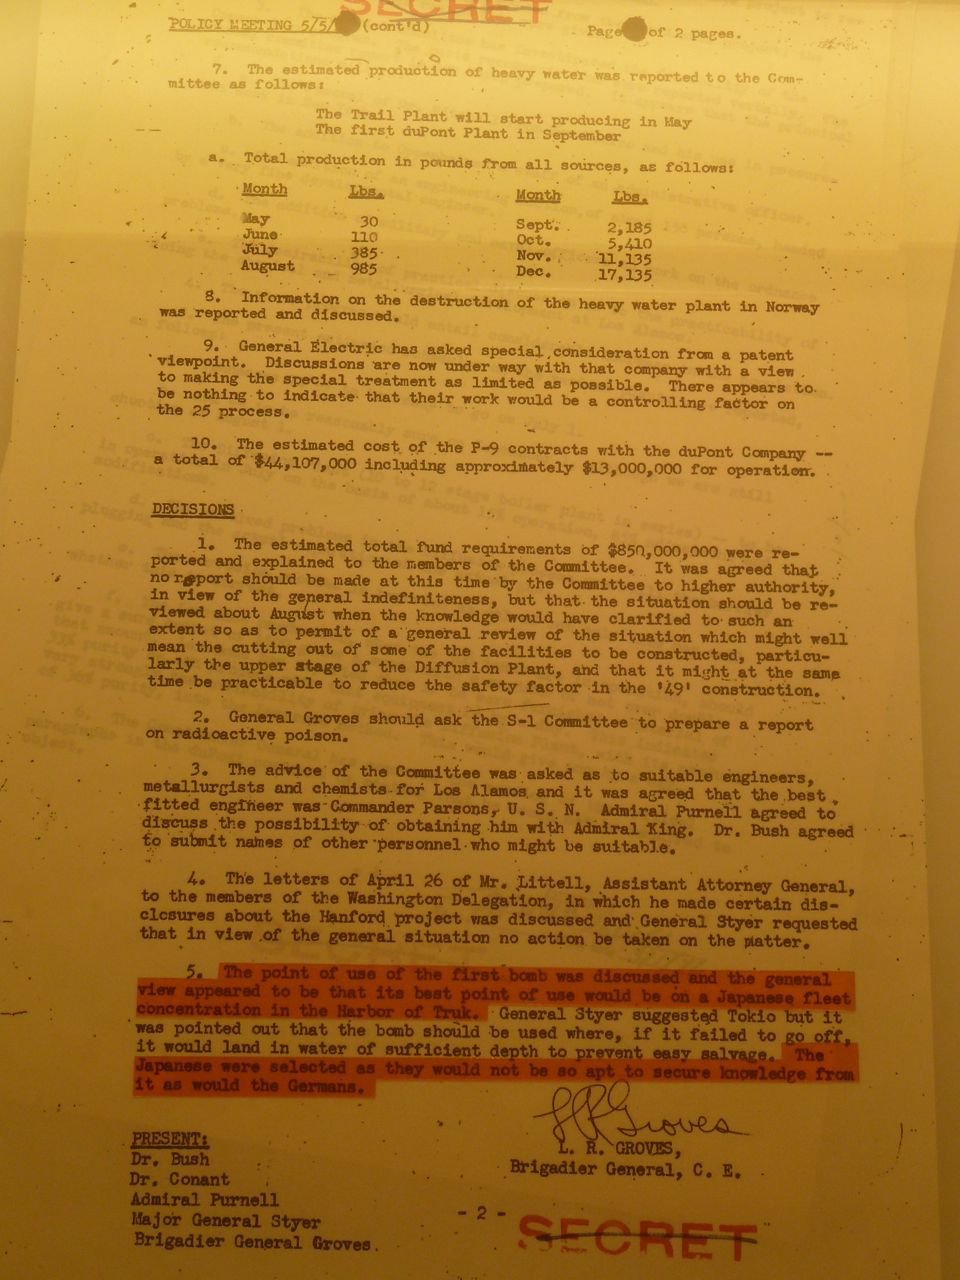 SECRET
POLICY MEETING 5/5/ (cont'd)
Page of 2 pages.
7. The estimated production of heavy water was reported to the Com-
mittee as follows:
The Trail Plant will start producing in May
The first duPont Plant in September
a. Total production in pounds from all sources, as follows:
Month Lbs. Month Lbs.
May 30 Sept. 2,185
June 110 Oct. 5,410
July 385 Nov. 11,135
August 985 Dec. 17,135
8. Information on the destruction of the heavy water plant in Norway
was reported and discussed.
9. General Electric has asked special consideration from a patent
viewpoint. Discussions are now under way with that company with a view
to making the special treatment as limited as possible. There appears to
be nothing to indicate that their work would be a controlling factor on
the 25 process.
10. The estimated cost of the P-9 contracts with the duPont Company --
a total of $44,107,000 including approximately $13,000,000 for operation.
DECISIONS
1. The estimated total fund requirements of $850,000,000 were re-
ported and explained to the members of the Committee. It was agreed that
no report should be made at this time by the Committee to higher authority,
in view of the general indefiniteness, but that the situation should be re-
viewed about August when the knowledge would have clarified to such an
extent so as to permit of a general review of the situation which might well
mean the cutting out of some of the facilities to be constructed, particu-
larly the upper stage of the Diffusion Plant, and that it might at the same
time be practicable to reduce the safety factor in the '49' construction.
2. General Groves should ask the S-1 Committee to prepare a report
on radioactive poison.
3. The advice of the Committee was asked as to suitable engineers,
metallurgists and chemists for Los Alamos and it was agreed that the best
fitted engineer was Commander Parsons, U. S. N. Admiral Purnell agreed to
discuss the possibility of obtaining him with Admiral King. Dr. Bush agreed
to submit names of other personnel who might be suitable.
4. The letters of April 26 of Mr. Littell, Assistant Attorney General,
to the members of the Washington Delegation, in which he made certain dis-
closures about the Hanford project was discussed and General Styer requested
that in view of the general situation no action be taken on the matter.
5. The point of use of the first bomb was discussed and the general
view appeared to be that its best point of use would be on a Japanese fleet
concentration in the Harbor of Truk. General Styer suggested Tokio but it
was pointed out that the bomb should be used where, if it failed to go off,
it would land in water of sufficient depth to prevent easy salvage. The
Japanese were selected as they would not be so apt to secure knowledge from
it as would the Germans.
LRGroves
L. R. GROVES,
Brigadier General, C. E.
PRESENT:
Dr. Bush
Dr. Conant
Admiral Purnell
Major General Styer
Brigadier General Groves.
- 2 -
SECRET